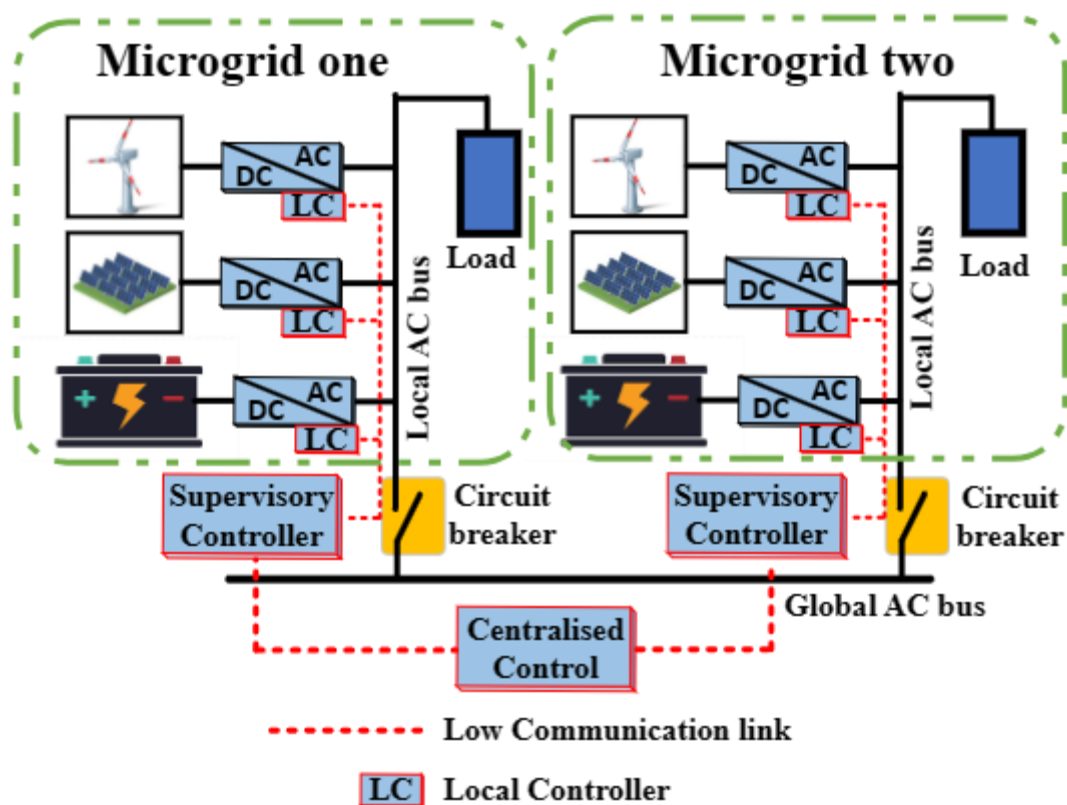 Microgrid one
Microgrid two
AC
DC
LC
AC
DC
LC
AC
DC
LC
Load
Local AC bus
AC
DC
LC
AC
DC
LC
AC
DC
LC
Load
Local AC bus
Supervisory
Controller
Circuit
breaker
Supervisory
Controller
Circuit
breaker
Global AC bus
Centralised
Control
Low Communication link
LC
Local Controller